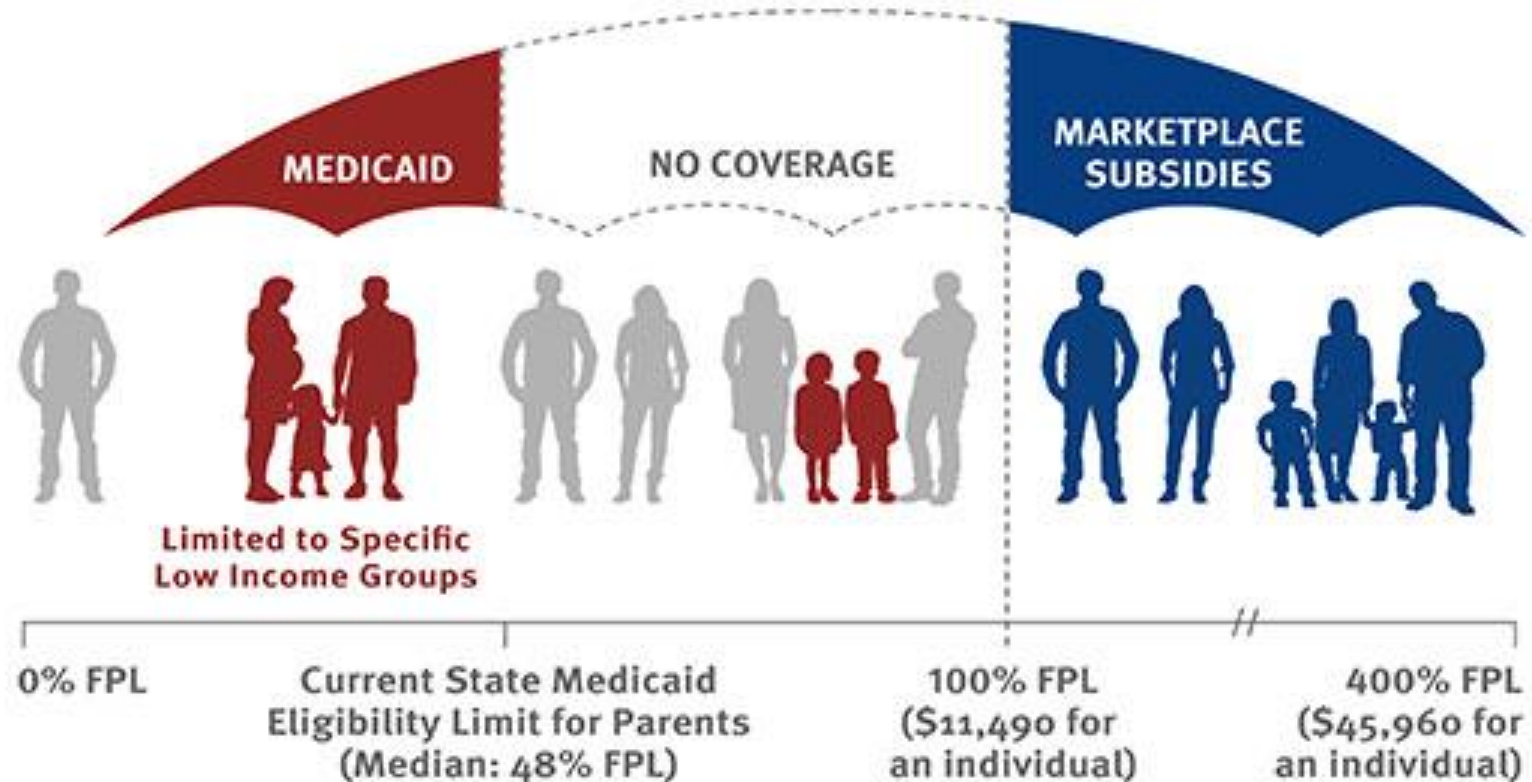 MEDICAID
NO COVERAGE
MARKETPLACE
SUBSIDIES
Limited to Specific
Low Income Groups
0% FPL
Current State Medicaid
Eligibility Limit for Parents
(Median: 48% FPL)
100% FPL
($11,490 for
an individual)
400% FPL
($45,960 for
an individual)